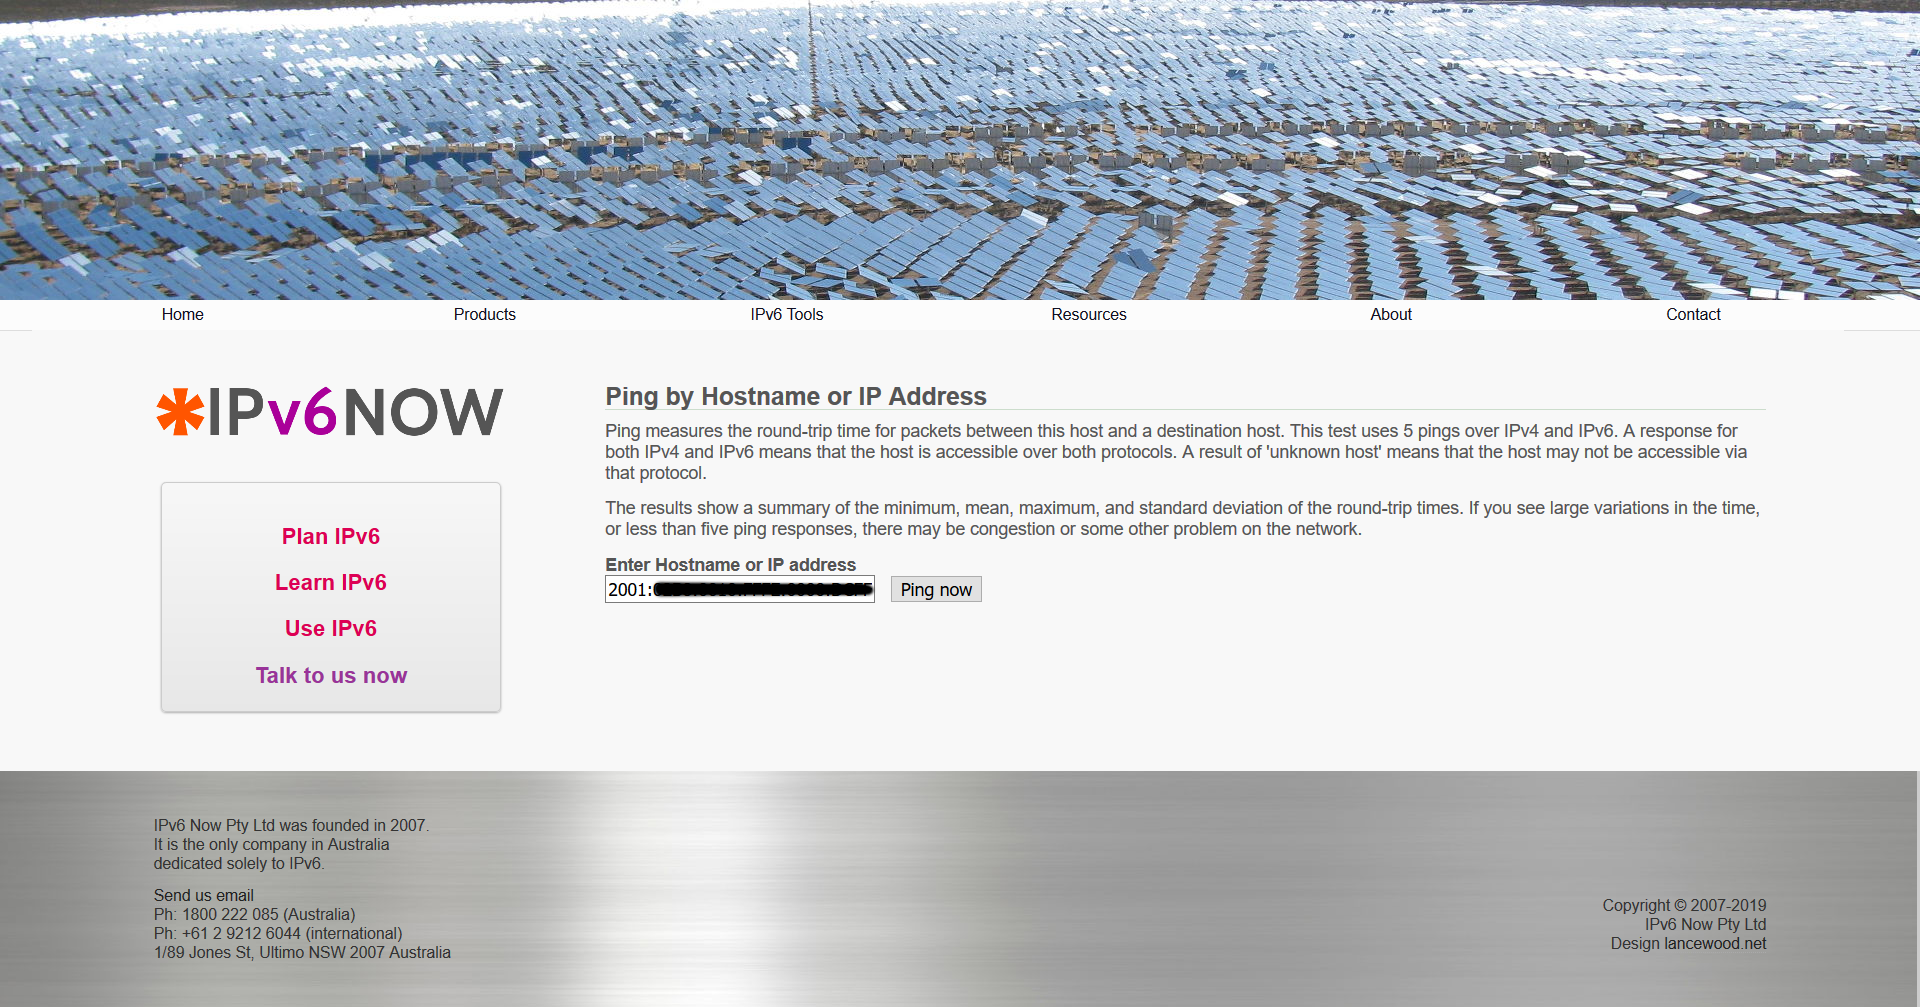 Home Products IPv6 Tools Resources About Contact
IPv6NOW
Plan IPv6
Learn IPv6
Use IPv6
Talk to us now
Ping by Hostname or IP Address
Ping measures the round-trip time for packets between this host and a destination host. This test uses 5 pings over IPv4 and IPv6. A response for
both IPv4 and IPv6 means that the host is accessible over both protocols. A result of 'unknown host' means that the host may not be accessible via
that protocol.
The results show a summary of the minimum, mean, maximum, and standard deviation of the round-trip times. If you see large variations in the time,
or less than five ping responses, there may be congestion or some other problem on the network.
Enter Hostname or IP address
2001: Ping now
IPv6 Now Pty Ltd was founded in 2007.
It is the only company in Australia
dedicated solely to IPv6.
Send us email
Ph: 1800 222 085 (Australia)
Ph: +61 2 9212 6044 (international)
1/89 Jones St, Ultimo NSW 2007 Australia
Copyright © 2007-2019
IPv6 Now Pty Ltd
Design lancewood.net